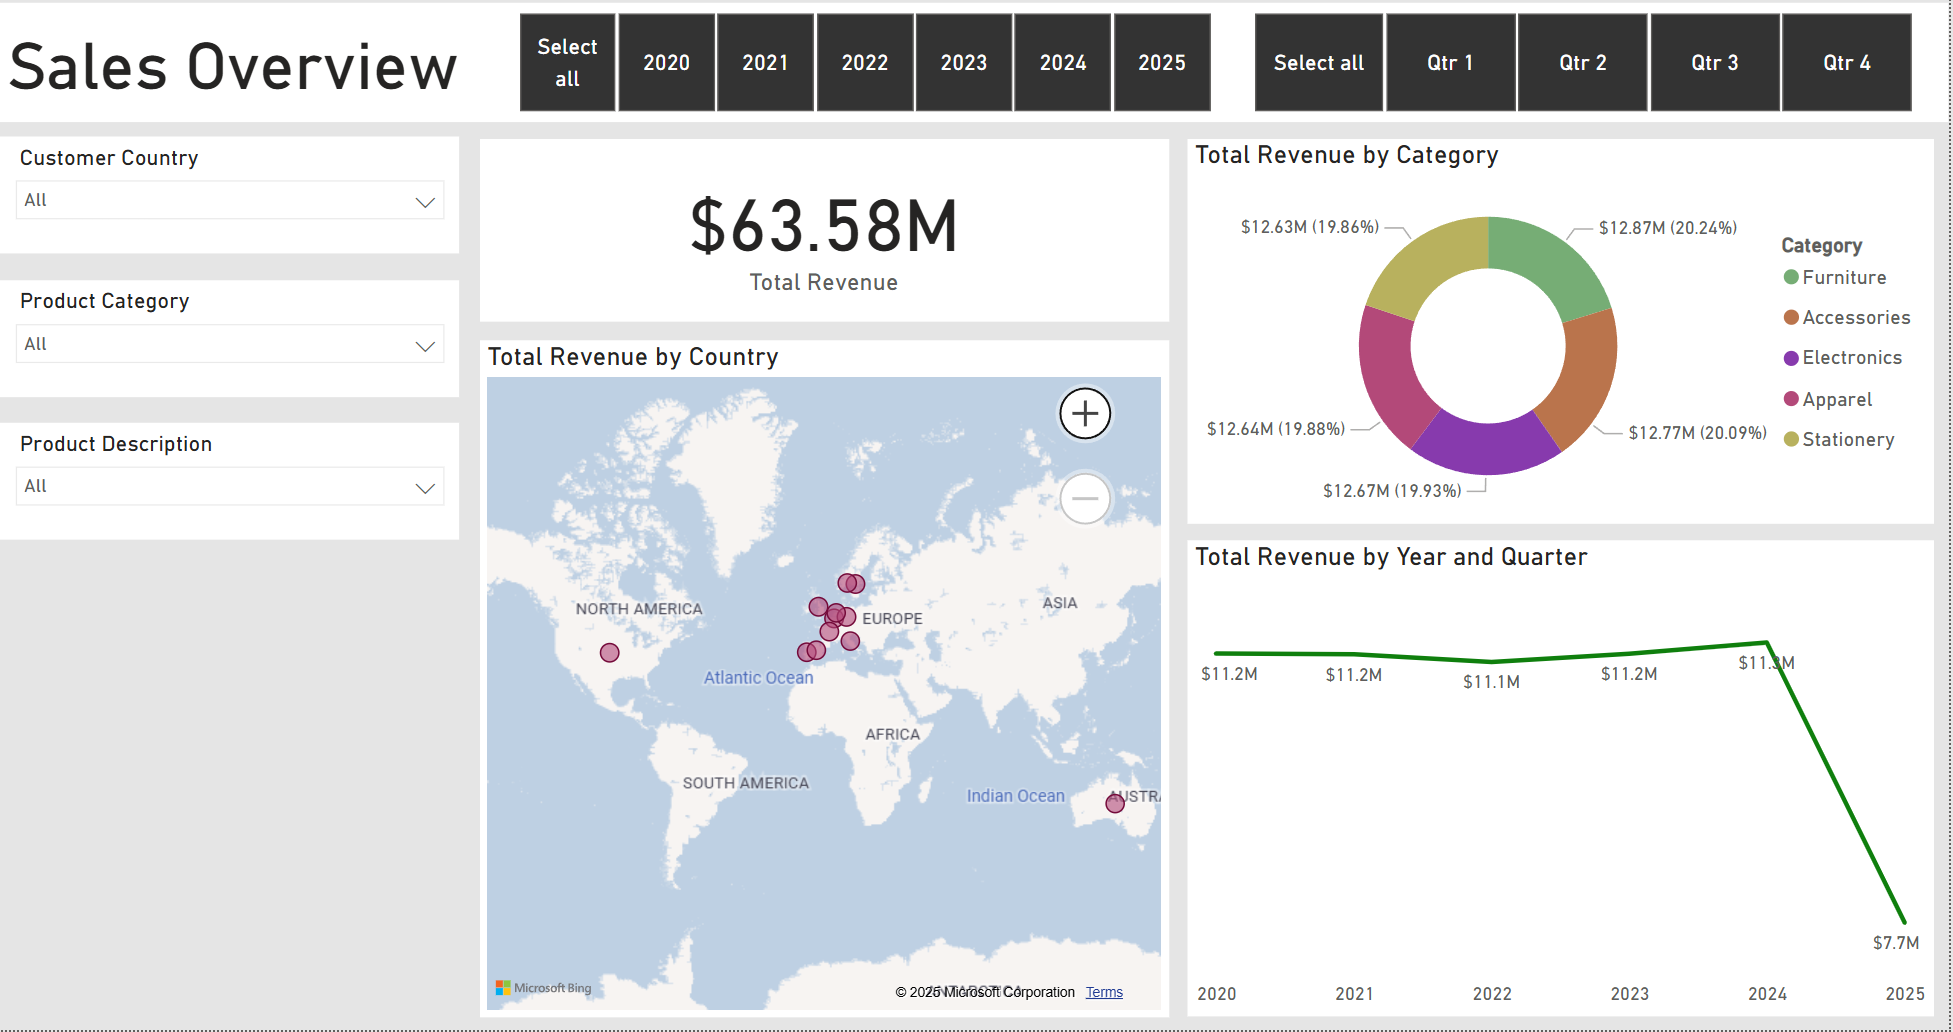 Sales Overview
Select all
2020
2021
2022
2023
2024
2025
Select all
Qtr 1
Qtr 2
Qtr 3
Qtr 4
Customer Country
All
Product Category
All
Product Description
All
$63.58M
Total Revenue
Total Revenue by Country
NORTH AMERICA
EUROPE
ASIA
Atlantic Ocean
AFRICA
SOUTH AMERICA
Indian Ocean
AUSTRA
Microsoft Bing
ANTARCTICA
© 2025 Microsoft Corporation Terms
Total Revenue by Category
$12.63M (19.86%)
$12.87M (20.24%)
$12.64M (19.88%)
$12.77M (20.09%)
$12.67M (19.93%)
Category
Furniture
Accessories
Electronics
Apparel
Stationery
Total Revenue by Year and Quarter
$11.2M
$11.2M
$11.1M
$11.2M
$11.3M
$7.7M
2020
2021
2022
2023
2024
2025